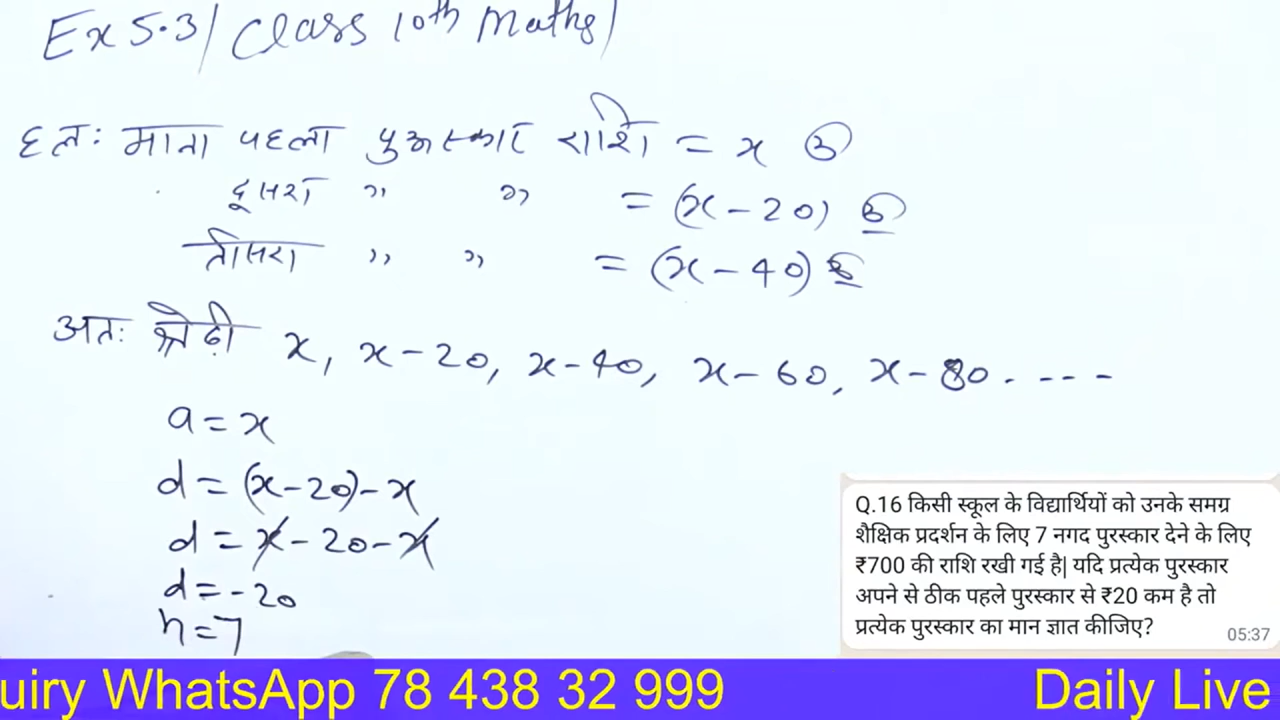 Ex 5.3/ Class 10th Maths/
हलः माना पहला पुरस्कार राशि = x रु
दूसरा " " = (x-20) रु
तीसरा " " = (x-40) रु
अतः श्रेढ़ी x, x-20, x-40, x-60, x-80. ----
a = x
d = (x-20)-x
d = x-20-x
d = -20
n = 7
Q.16 किसी स्कूल के विद्यार्थियों को उनके समग्र
शैक्षिक प्रदर्शन के लिए 7 नगद पुरस्कार देने के लिए
₹700 की राशि रखी गई है| यदि प्रत्येक पुरस्कार
अपने से ठीक पहले पुरस्कार से ₹20 कम है तो
प्रत्येक पुरस्कार का मान ज्ञात कीजिए?
05:37
uiry WhatsApp 78 438 32 999 Daily Live